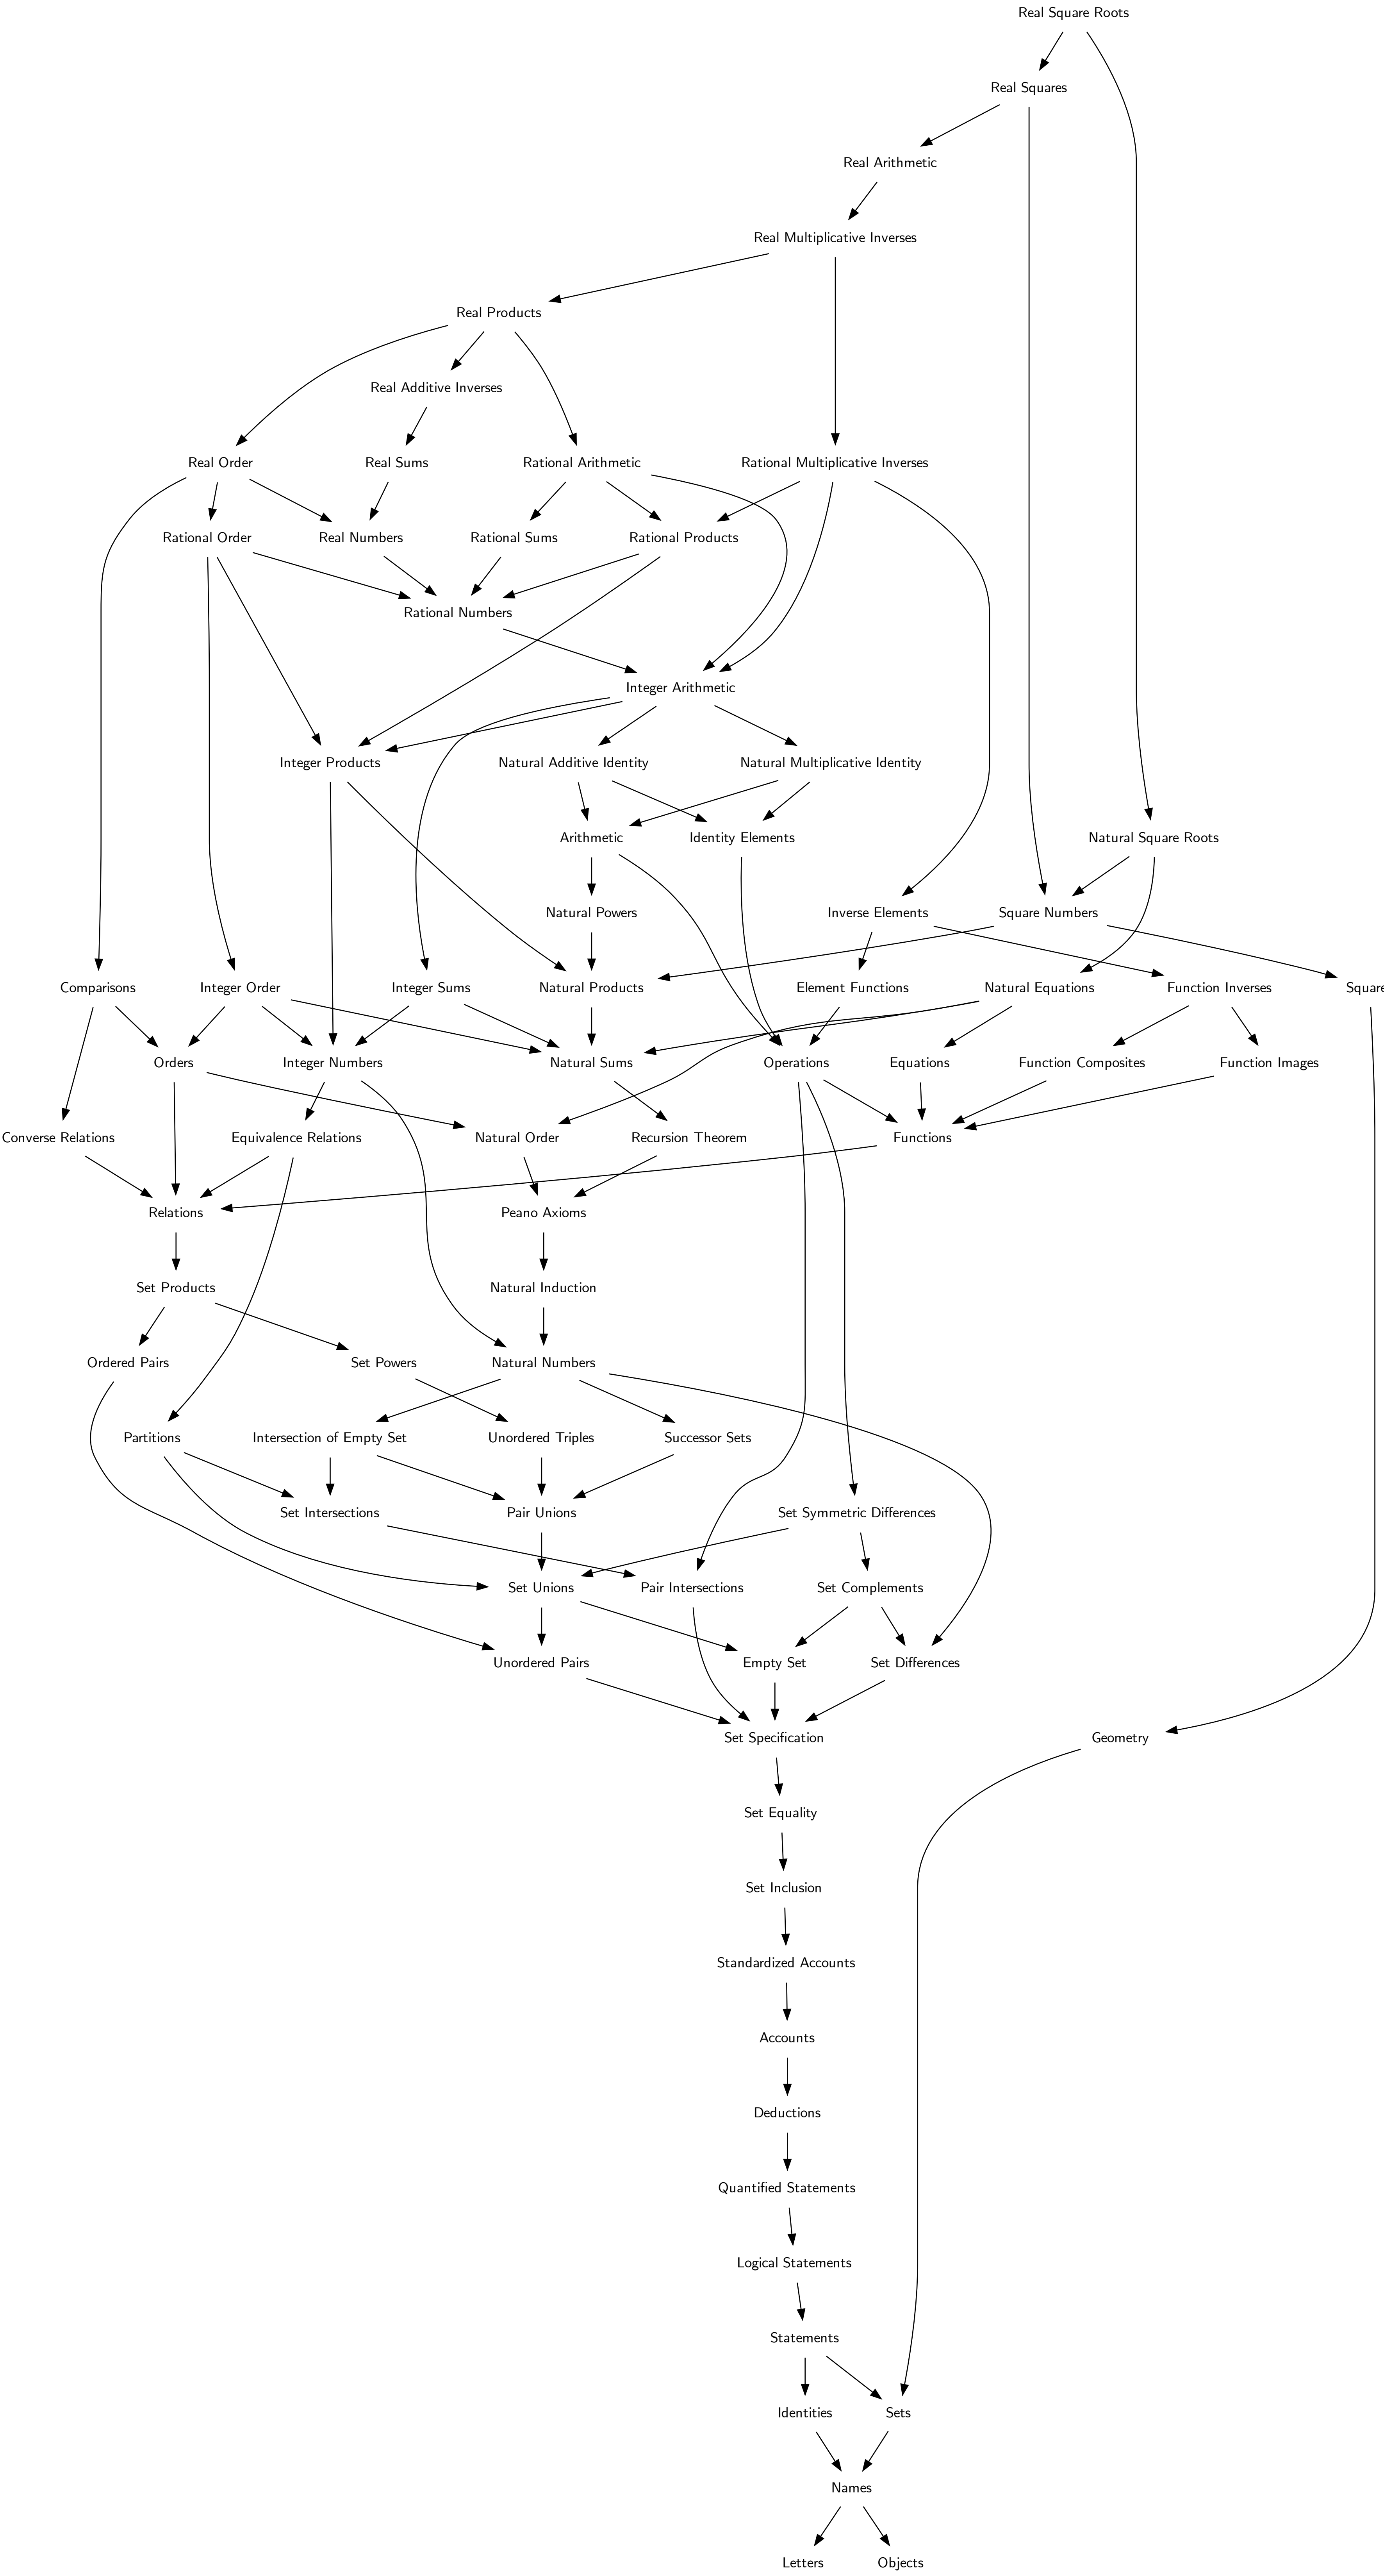 Real Square Roots
Real Squares
Real Arithmetic
Real Multiplicative Inverses
Real Products
Real Additive Inverses
Real Order
Real Sums
Rational Arithmetic
Rational Multiplicative Inverses
Rational Order
Real Numbers
Rational Sums
Rational Products
Rational Numbers
Integer Arithmetic
Integer Products
Natural Additive Identity
Natural Multiplicative Identity
Arithmetic
Identity Elements
Natural Square Roots
Natural Powers
Inverse Elements
Square Numbers
Comparisons
Integer Order
Integer Sums
Natural Products
Element Functions
Natural Equations
Function Inverses
Square
Orders
Integer Numbers
Natural Sums
Operations
Equations
Function Composites
Function Images
Converse Relations
Equivalence Relations
Natural Order
Recursion Theorem
Functions
Relations
Peano Axioms
Set Products
Natural Induction
Ordered Pairs
Set Powers
Natural Numbers
Partitions
Intersection of Empty Set
Unordered Triples
Successor Sets
Set Intersections
Pair Unions
Set Symmetric Differences
Set Unions
Pair Intersections
Set Complements
Unordered Pairs
Empty Set
Set Differences
Set Specification
Geometry
Set Equality
Set Inclusion
Standardized Accounts
Accounts
Deductions
Quantified Statements
Logical Statements
Statements
Identities
Sets
Names
Letters
Objects